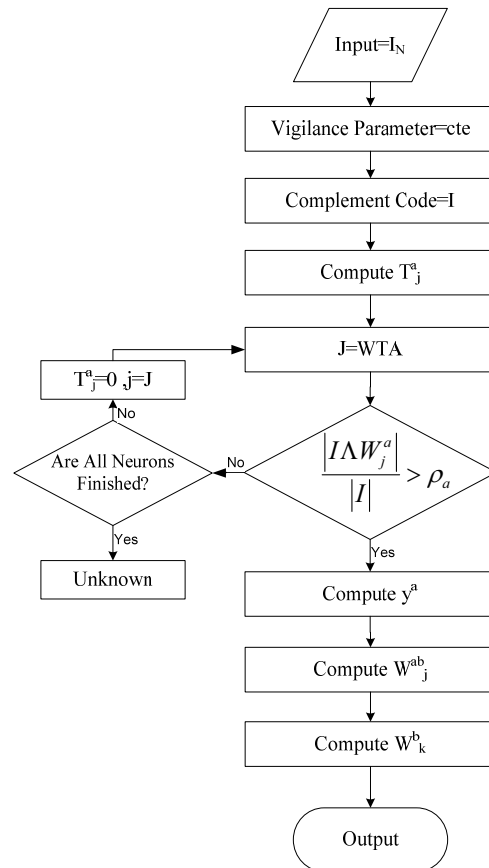 Input=I_N
Vigilance Parameter=cte
Complement Code=I
Compute T^a_j
J=WTA
T^a_j=0 ,j=J
No
Are All Neurons
Finished?
No
|I Λ W_j^a| / |I| > ρ_a
Yes
Yes
Unknown
Compute y^a
Compute W^ab_j
Compute W^b_k
Output